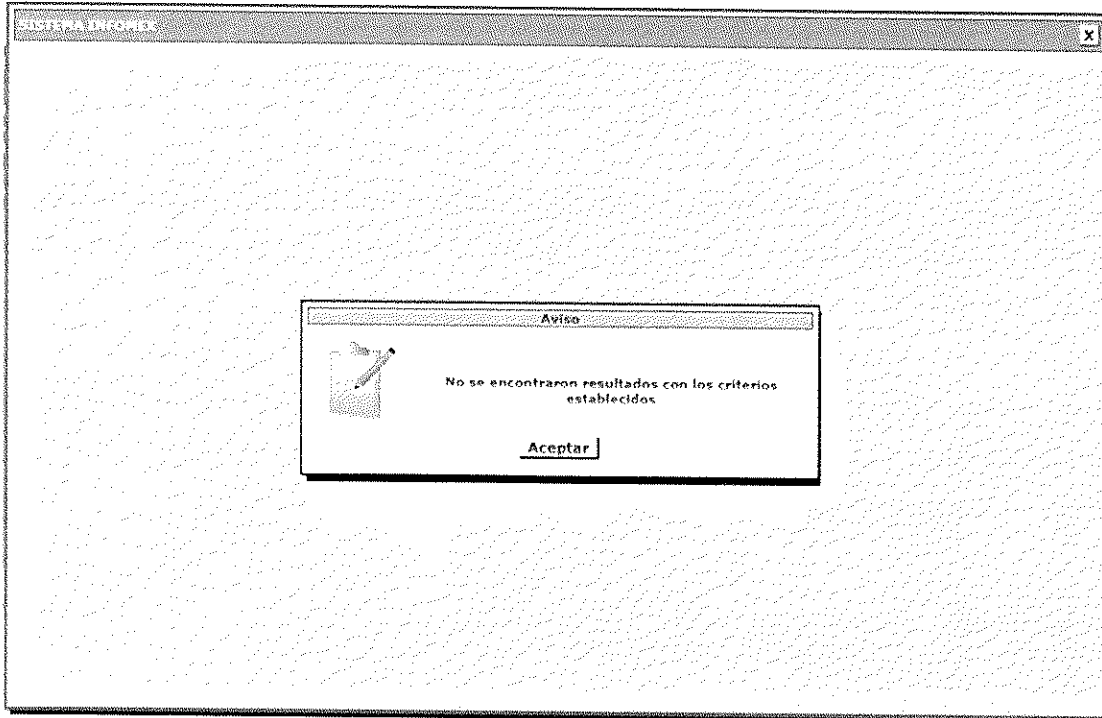 SISTEMA INFOMEX
X
Aviso
No se encontraron resultados con los criterios
establecidos
Aceptar